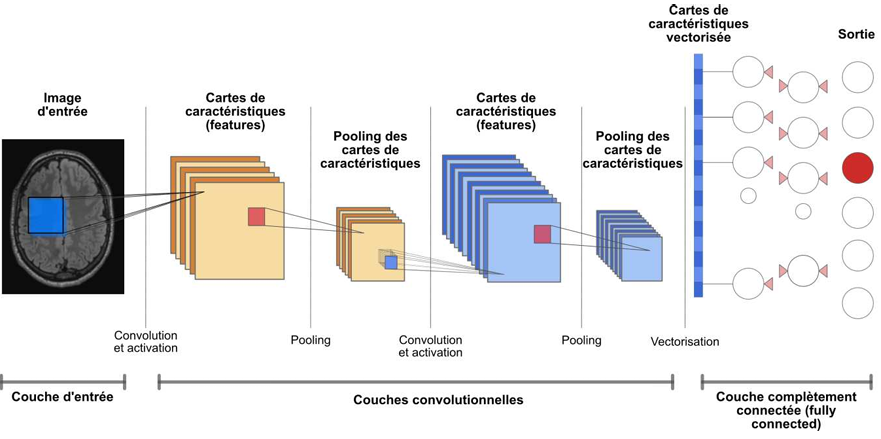 Cartes de
caractéristiques
vectorisée
Sortie
Image
d'entrée
Cartes de
caractéristiques
(features)
Pooling des
cartes de
caractéristiques
Cartes de
caractéristiques
(features)
Pooling des
cartes de
caractéristiques
Convolution
et activation
Pooling
Convolution
et activation
Pooling
Vectorisation
Couche d'entrée
Couches convolutionnelles
Couche complètement
connectée (fully
connected)